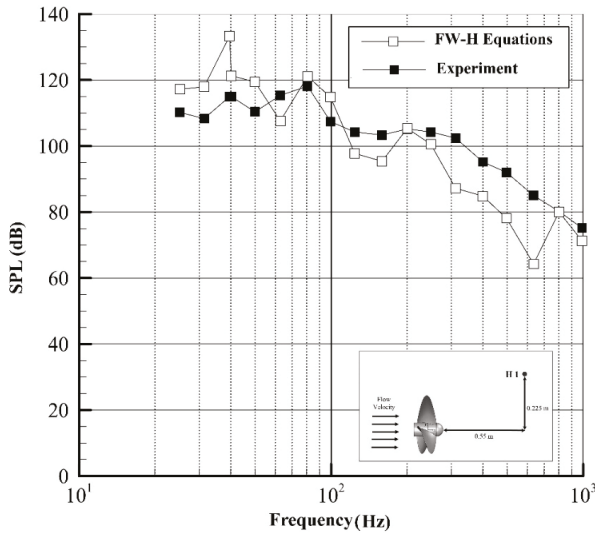 140
120
100
80
60
40
20
0
SPL (dB)
FW-H Equations
Experiment
H 1
Flow
Velocity
0.225 m
0.55 m
10¹
10²
10³
Frequency(Hz)